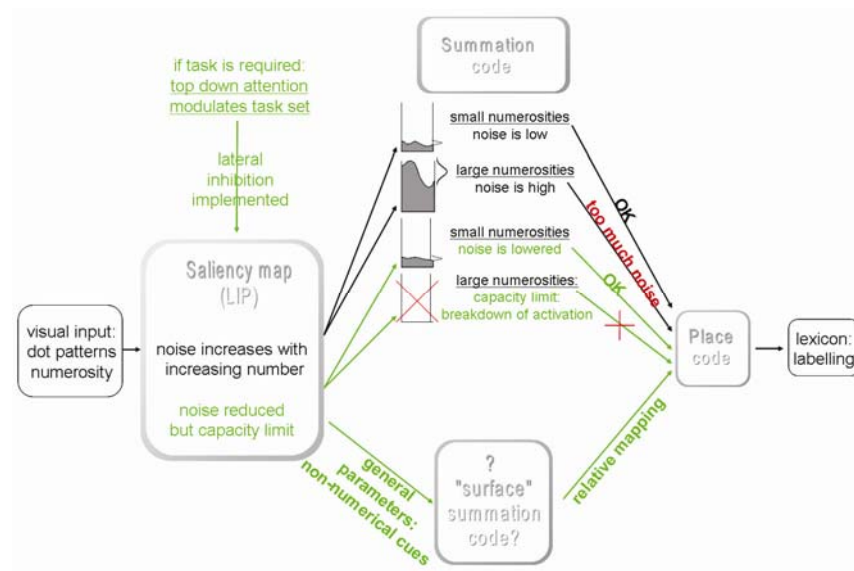 Summation
code
if task is required:
top down attention
modulates task set
lateral
inhibition
implemented
small numerosities
noise is low
large numerosities
noise is high
small numerosities
noise is lowered
large numerosities:
capacity limit:
breakdown of activation
OK
too much noise
OK
Saliency map
(LIP)
noise increases with
increasing number
noise reduced
but capacity limit
visual input:
dot patterns
numerosity
Place
code
lexicon:
labelling
general
parameters:
non-numerical cues
?
"surface"
summation
code?
relative mapping